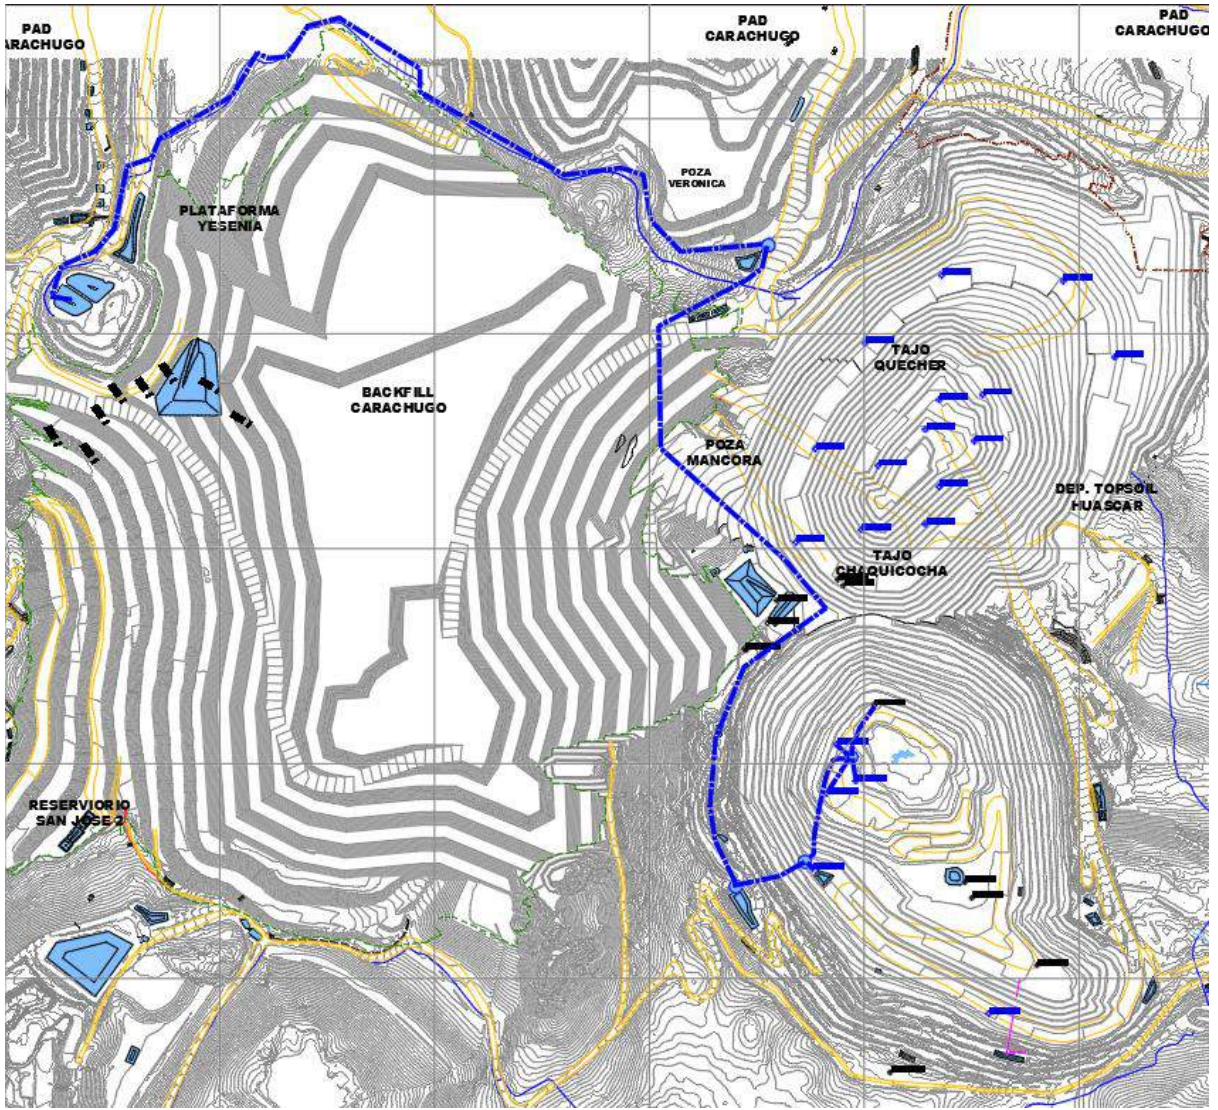 PAD
CARACHUGO
PAD
CARACHUGO
PAD
CARACHUGO
POZA
VERONICA
PLATAFORMA
YESENIA
TAJO
QUECHER
BACKFILL
CARACHUGO
POZA
MANCORA
DEP. TOPSOIL
HUASCAR
TAJO
CHAQUICOCHA
RESERVIORIO
SAN JOSE 2